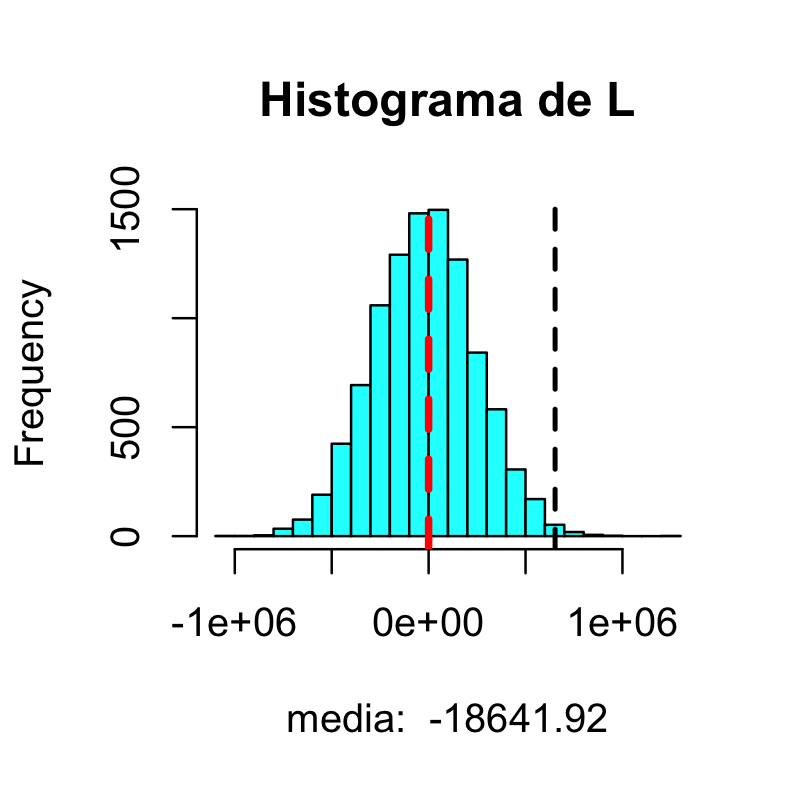 Histograma de L
Frequency
1500
500
0
-1e+06 0e+00 1e+06
media: -18641.92